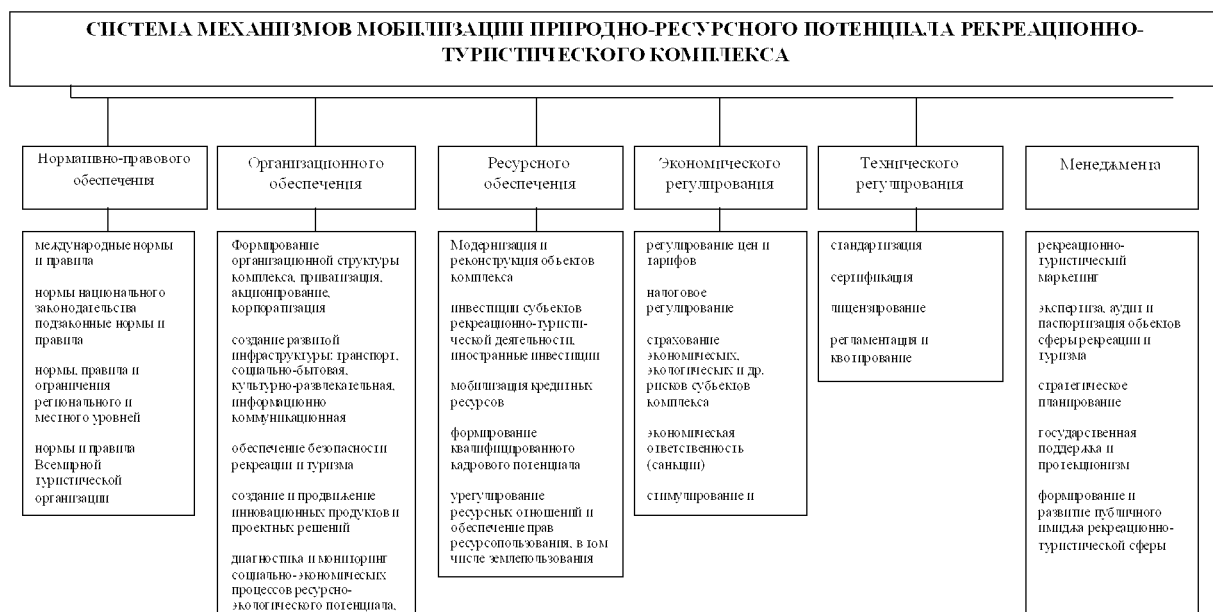 СИСТЕМА МЕХАНИЗМОВ МОБИЛИЗАЦИИ ПРИРОДНО-РЕСУРСНОГО ПОТЕНЦИАЛА РЕКРЕАЦИОННО-
ТУРИСТИЧЕСКОГО КОМПЛЕКСА
Нормативно-правового
обеспечения
Организационного
обеспечения
Ресурсного
обеспечения
Экономического
регулирования
Технического
регулирования
Менеджмента
международные нормы
и правила
нормы национального
законодательства
подзаконные нормы и
правила
нормы, правила и
ограничения
регионального и
местного уровней
нормы и правила
Всемирной
туристической
организации
Формирование
организационной структуры
комплекса, приватизация,
акционирование,
корпоратизация
создание развитой
инфраструктуры: транспорт,
социально-бытовая,
культурно-развлекательная,
информационно
коммуникационная
обеспечение безопасности
рекреации и туризма
создание и продвижение
инновационных продуктов и
проектных решений
диагностика и мониторинг
социально-экономических
процессов ресурсно-
экологического потенциала,
Модернизация и
реконструкция объектов
комплекса
инвестиции субъектов
рекреационно-туристи-
ческой деятельности,
иностранные инвестиции
мобилизация кредитных
ресурсов
формирование
квалифицированного
кадрового потенциала
урегулирование
ресурсных отношений и
обеспечение прав
ресурсопользования, в том
числе землепользования
регулирование цен и
тарифов
налоговое
регулирование
страхование
экономических,
экологических и др.
рисков субъектов
комплекса
экономическая
ответственность
(санкции)
стимулирование и
стандартизация
сертификация
лицензирование
регламентация и
квотирование
рекреационно-
туристический
маркетинг
экспертиза, аудит и
паспортизация объектов
сферы рекреации и
туризма
стратегическое
планирование
государственная
поддержка и
протекционизм
формирование и
развитие публичного
имиджа рекреационно-
туристической сферы